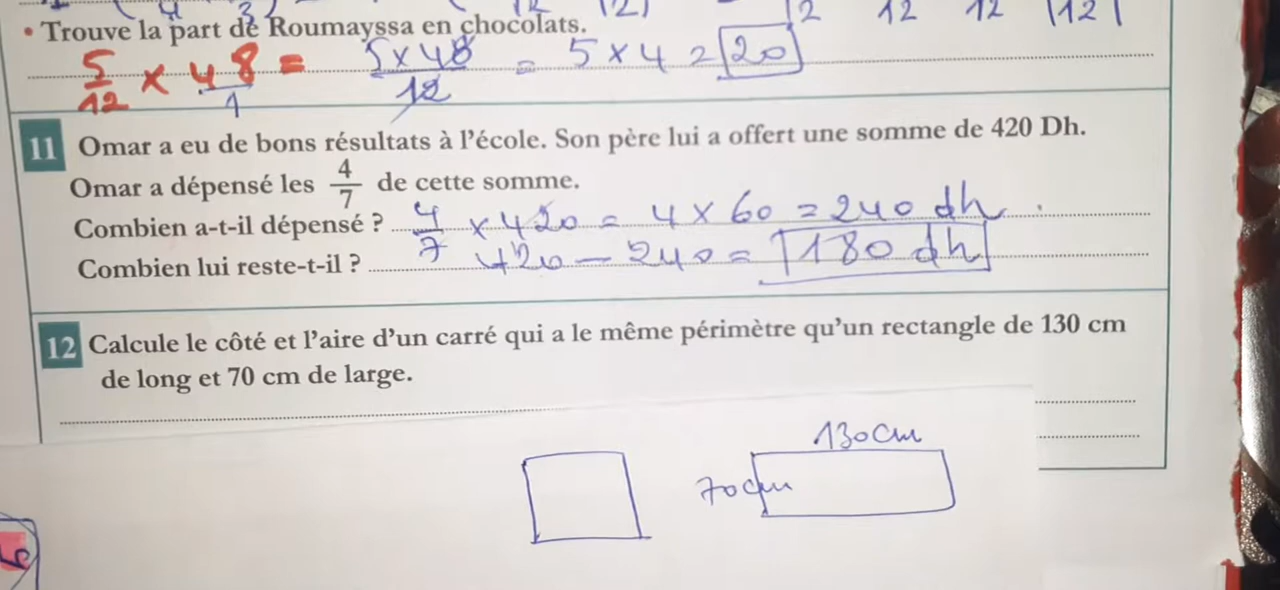 • Trouve la part de Roumayssa en chocolats.
5/12 × 48/1 = 5 × 48/12 = 5 × 4 = 20
11 Omar a eu de bons résultats à l'école. Son père lui a offert une somme de 420 Dh.
Omar a dépensé les 4/7 de cette somme.
Combien a-t-il dépensé ? 4/7 × 420 = 4 × 60 = 240 dh
Combien lui reste-t-il ? 420 - 240 = 180 dh
12 Calcule le côté et l'aire d'un carré qui a le même périmètre qu'un rectangle de 130 cm
de long et 70 cm de large.
130 cm
70 cm